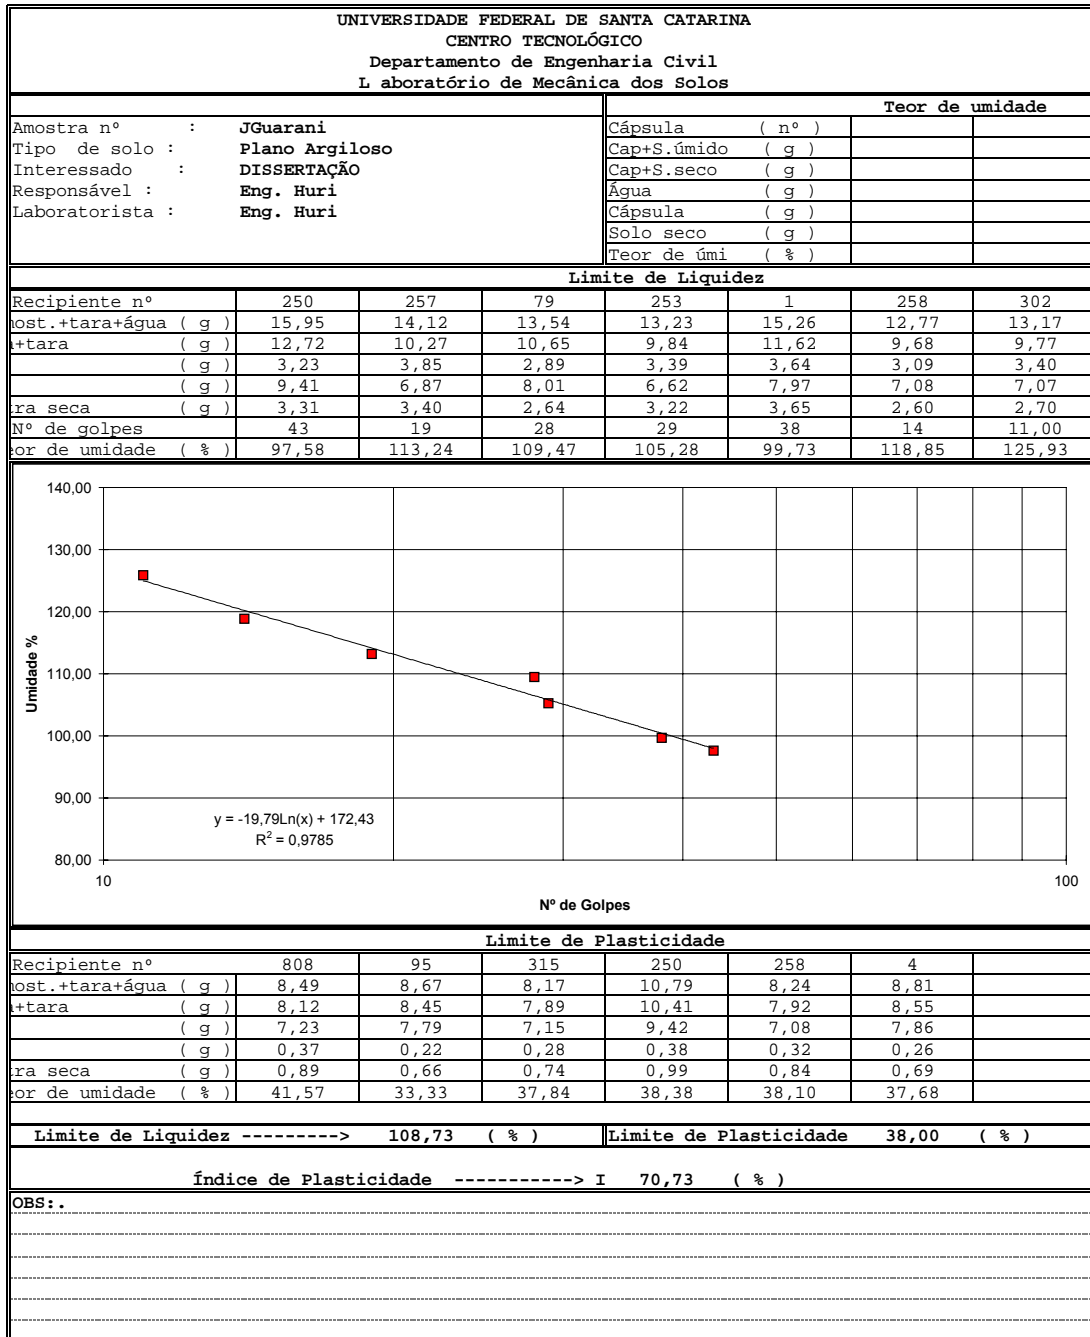 UNIVERSIDADE FEDERAL DE SANTA CATARINA
CENTRO TECNOLÓGICO
Departamento de Engenharia Civil
L aboratório de Mecânica dos Solos
Teor de umidade
Amostra nº : JGuarani Cápsula ( nº )
Tipo de solo : Plano Argiloso Cap+S.úmido ( g )
Interessado : DISSERTAÇÃO Cap+S.seco ( g )
Responsável : Eng. Huri Água ( g )
Laboratorista : Eng. Huri Cápsula ( g )
Solo seco ( g )
Teor de úmi ( % )
Limite de Liquidez
Recipiente nº 250 257 79 253 1 258 302
ost.+tara+água ( g ) 15,95 14,12 13,54 13,23 15,26 12,77 13,17
+tara ( g ) 12,72 10,27 10,65 9,84 11,62 9,68 9,77
( g ) 3,23 3,85 2,89 3,39 3,64 3,09 3,40
( g ) 9,41 6,87 8,01 6,62 7,97 7,08 7,07
ra seca ( g ) 3,31 3,40 2,64 3,22 3,65 2,60 2,70
Nº de golpes 43 19 28 29 38 14 11,00
or de umidade ( % ) 97,58 113,24 109,47 105,28 99,73 118,85 125,93
140,00
130,00
120,00
110,00
100,00
90,00
80,00
Umidade %
y = -19,79Ln(x) + 172,43
R² = 0,9785
10 100
Nº de Golpes
Limite de Plasticidade
Recipiente nº 808 95 315 250 258 4
ost.+tara+água ( g ) 8,49 8,67 8,17 10,79 8,24 8,81
+tara ( g ) 8,12 8,45 7,89 10,41 7,92 8,55
( g ) 7,23 7,79 7,15 9,42 7,08 7,86
( g ) 0,37 0,22 0,28 0,38 0,32 0,26
ra seca ( g ) 0,89 0,66 0,74 0,99 0,84 0,69
or de umidade ( % ) 41,57 33,33 37,84 38,38 38,10 37,68
Limite de Liquidez ---------> 108,73 ( % ) Limite de Plasticidade 38,00 ( % )
Índice de Plasticidade -----------> I 70,73 ( % )
OBS:.